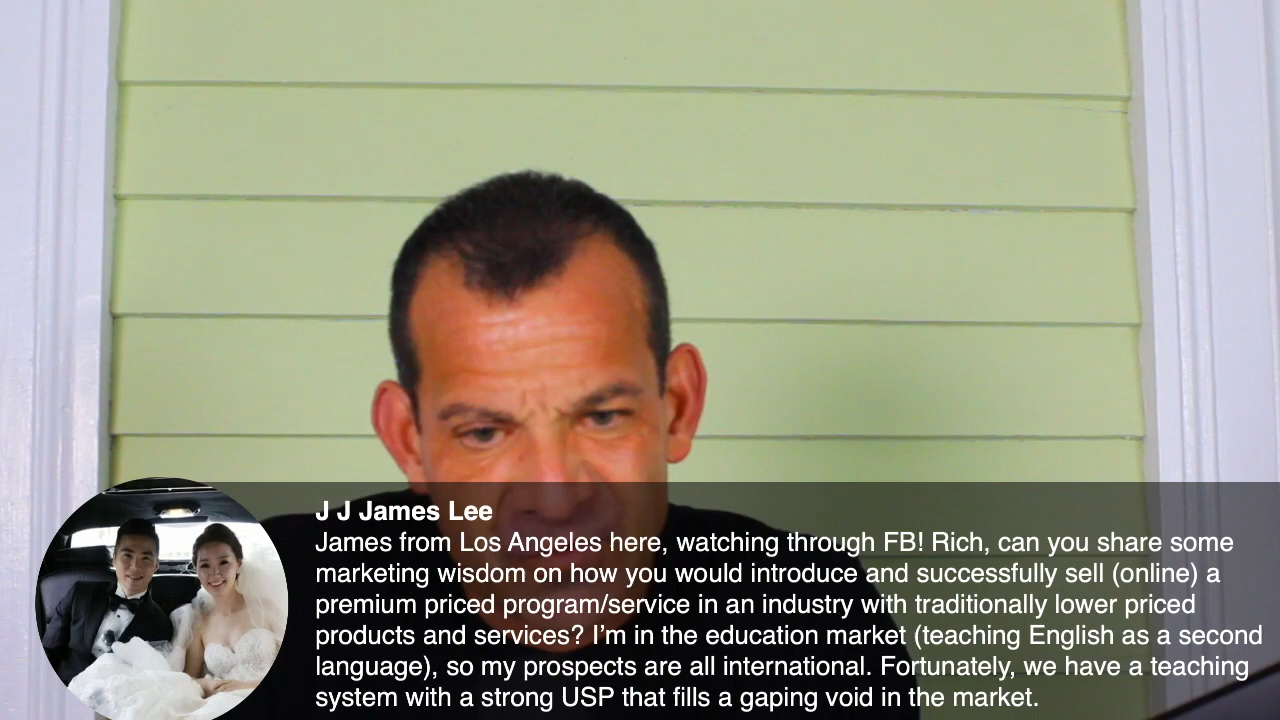 J J James Lee
James from Los Angeles here, watching through FB! Rich, can you share some
marketing wisdom on how you would introduce and successfully sell (online) a
premium priced program/service in an industry with traditionally lower priced
products and services? I’m in the education market (teaching English as a second
language), so my prospects are all international. Fortunately, we have a teaching
system with a strong USP that fills a gaping void in the market.